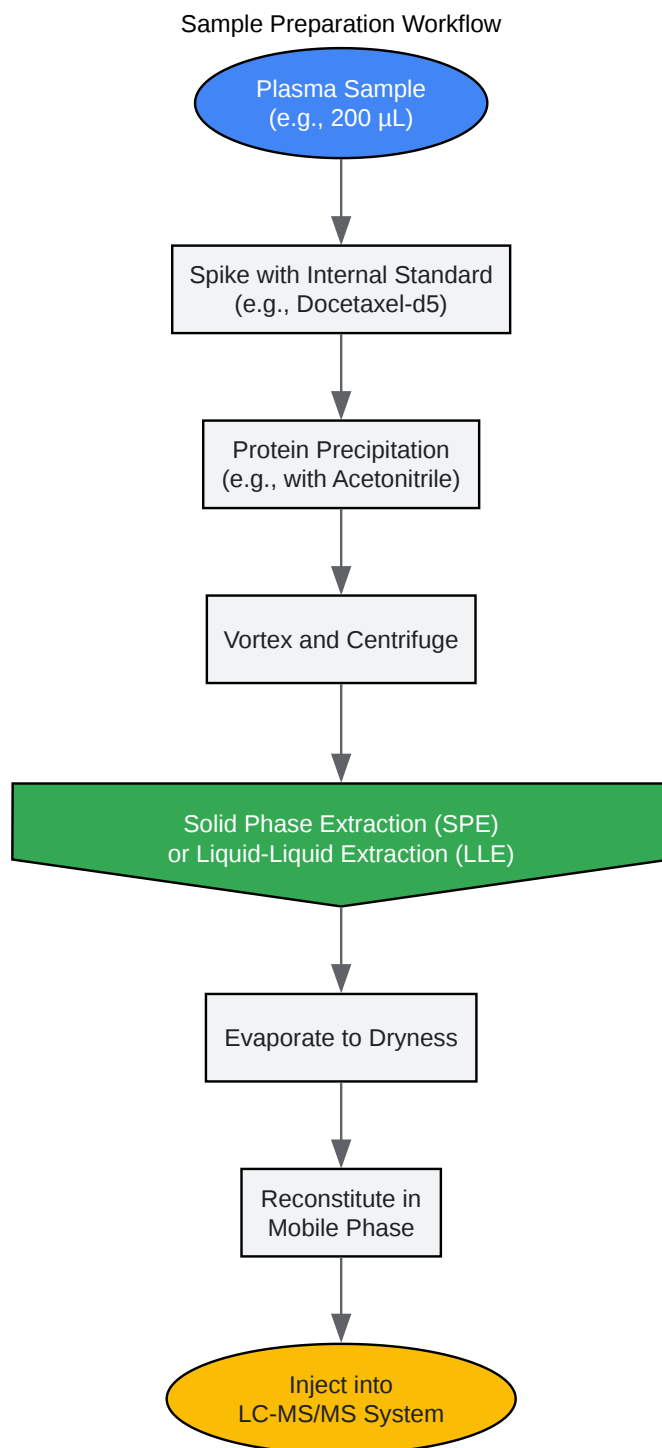 Sample Preparation Workflow
Plasma Sample
(e.g., 200 µL)
Spike with Internal Standard
(e.g., Docetaxel-d5)
Protein Precipitation
(e.g., with Acetonitrile)
Vortex and Centrifuge
Solid Phase Extraction (SPE)
or Liquid-Liquid Extraction (LLE)
Evaporate to Dryness
Reconstitute in
Mobile Phase
Inject into
LC-MS/MS System